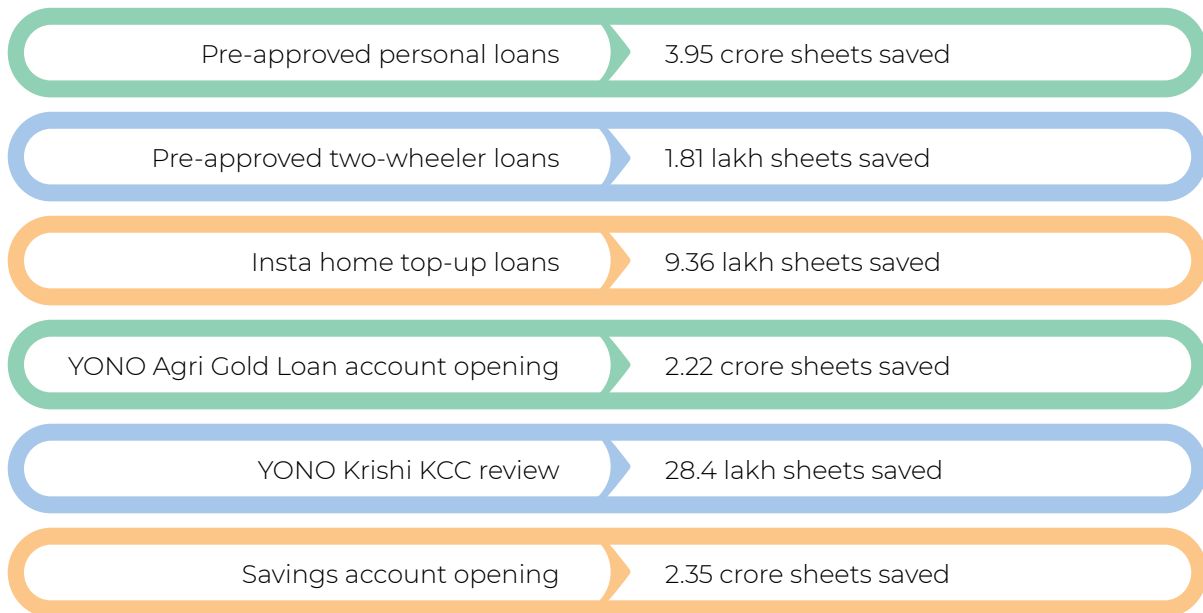 Pre-approved personal loans 3.95 crore sheets saved
Pre-approved two-wheeler loans 1.81 lakh sheets saved
Insta home top-up loans 9.36 lakh sheets saved
YONO Agri Gold Loan account opening 2.22 crore sheets saved
YONO Krishi KCC review 28.4 lakh sheets saved
Savings account opening 2.35 crore sheets saved